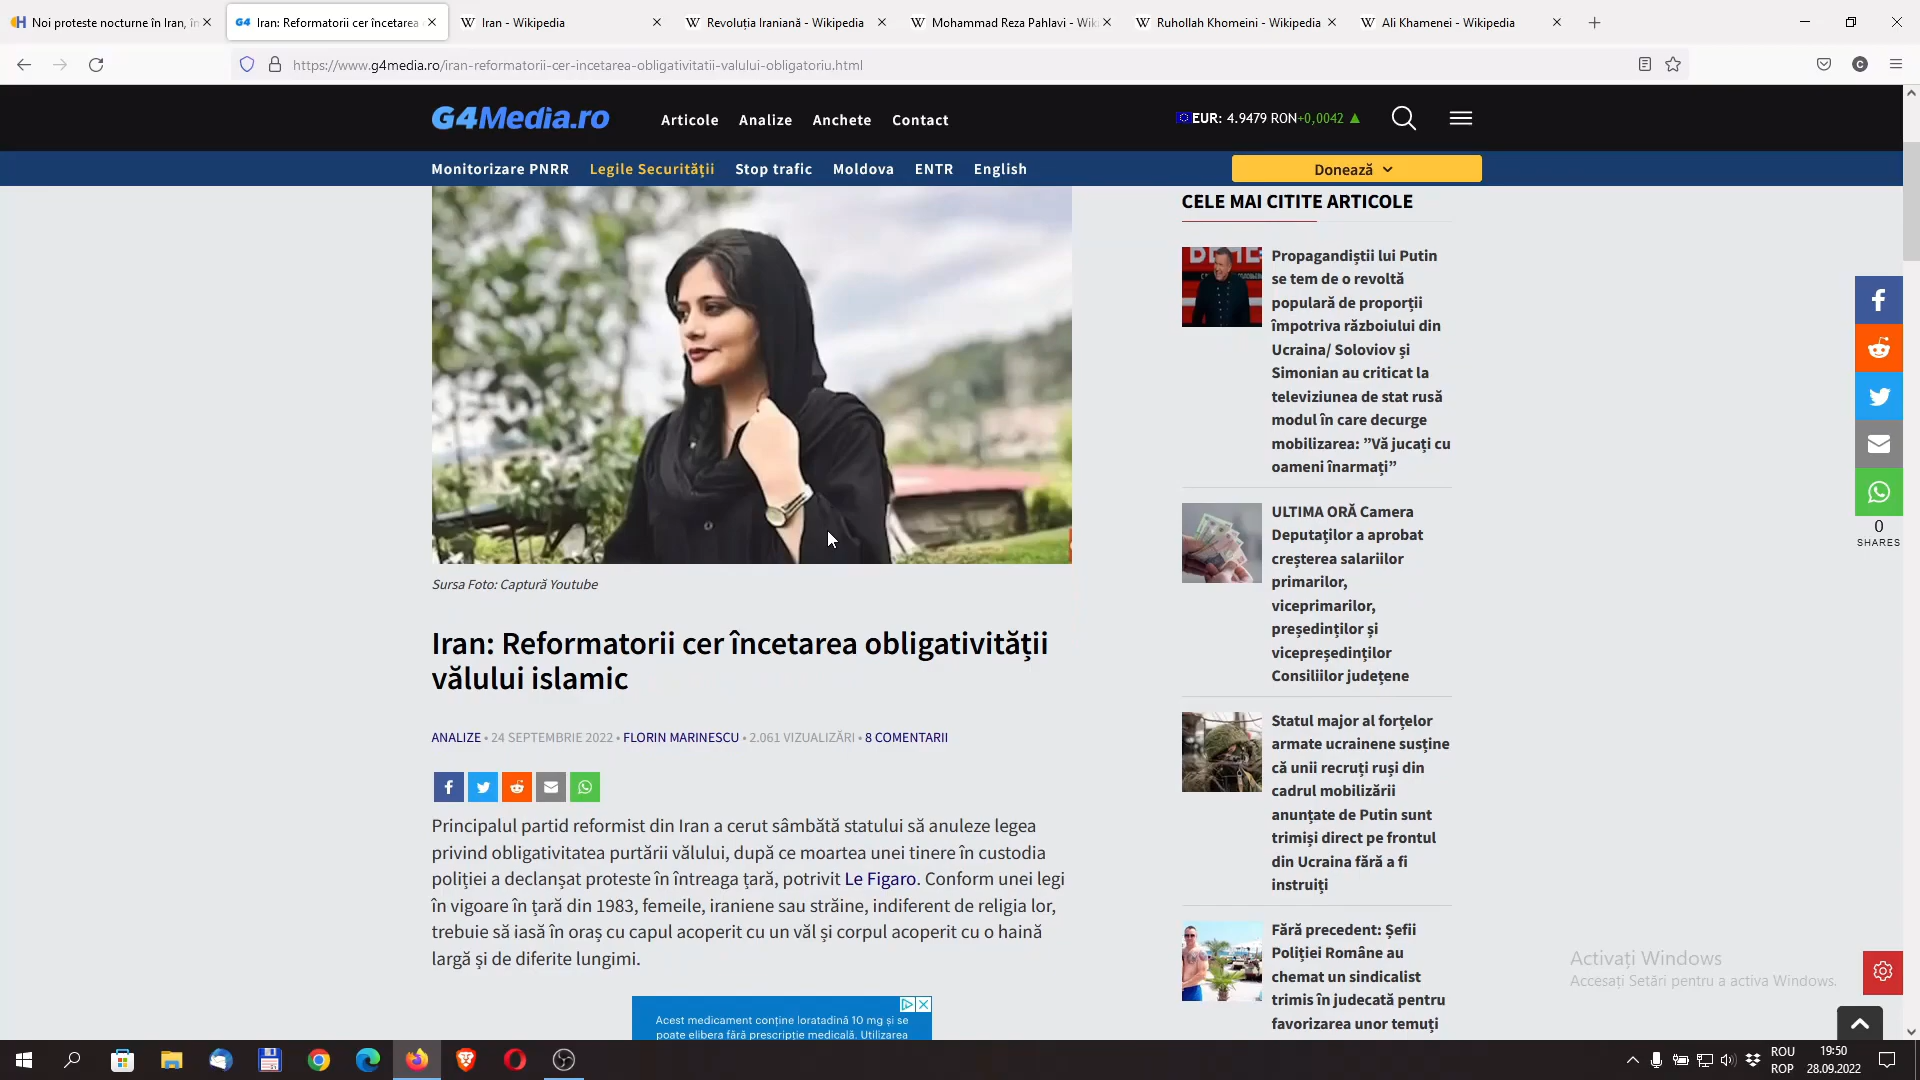 Noi proteste nocturne în Iran, în
Iran: Reformatorii cer încetarea
Iran - Wikipedia
Revoluția Iraniană - Wikipedia
Mohammad Reza Pahlavi - Wiki
Ruhollah Khomeini - Wikipedia
Ali Khamenei - Wikipedia
https://www.g4media.ro/iran-reformatorii-cer-incetarea-obligativitatii-valului-obligatoriu.html
G4Media.ro
Articole Analize Anchete Contact
EUR: 4.9479 RON+0,0042
Monitorizare PNRR Legile Securității Stop trafic Moldova ENTR English
Donează
Sursa Foto: Captură Youtube
Iran: Reformatorii cer încetarea obligativității
vălului islamic
ANALIZE • 24 SEPTEMBRIE 2022 • FLORIN MARINESCU • 2.061 VIZUALIZĂRI • 8 COMENTARII
Principalul partid reformist din Iran a cerut sâmbătă statului să anuleze legea
privind obligativitatea purtării vălului, după ce moartea unei tinere în custodia
poliției a declanșat proteste în întreaga țară, potrivit Le Figaro. Conform unei legi
în vigoare în țară din 1983, femeile, iraniene sau străine, indiferent de religia lor,
trebuie să iasă în oraș cu capul acoperit cu un văl și corpul acoperit cu o haină
largă și de diferite lungimi.
Acest medicament conține loratadină 10 mg și se
poate elibera fără prescripție medicală. Utilizarea
CELE MAI CITITE ARTICOLE
Propagandiștii lui Putin
se tem de o revoltă
populară de proporții
împotriva războiului din
Ucraina/ Soloviov și
Simonian au criticat la
televiziunea de stat rusă
modul în care decurge
mobilizarea: ”Vă jucați cu
oameni înarmați”
ULTIMA ORĂ Camera
Deputaților a aprobat
creșterea salariilor
primarilor,
viceprimarilor,
președinților și
vicepreședinților
Consiliilor județene
Statul major al forțelor
armate ucrainene susține
că unii recruți ruși din
cadrul mobilizării
anunțate de Putin sunt
trimiși direct pe frontul
din Ucraina fără a fi
instruiți
Fără precedent: Șefii
Poliției Române au
chemat un sindicalist
trimis în judecată pentru
favorizarea unor temuți
0
SHARES
Activați Windows
Accesați Setări pentru a activa Windows.
ROU
ROP
19:50
28.09.2022